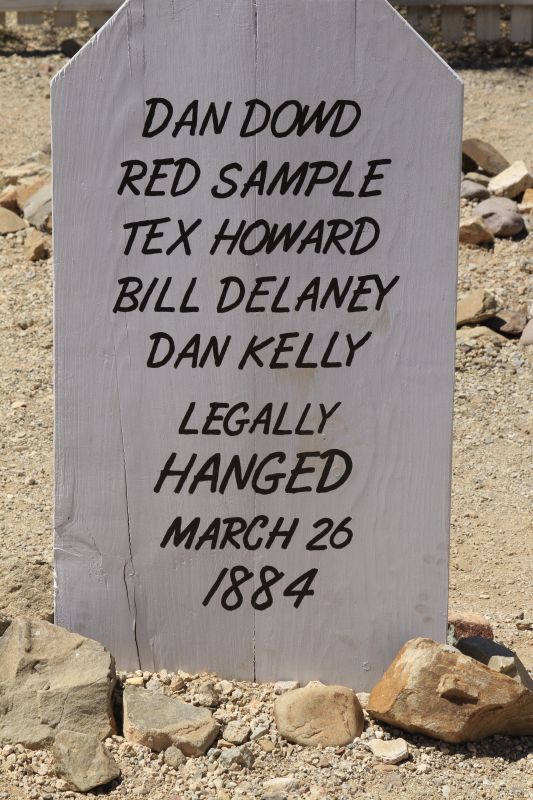 DAN DOWD
RED SAMPLE
TEX HOWARD
BILL DELANEY
DAN KELLY
LEGALLY
HANGED
MARCH 26
1884